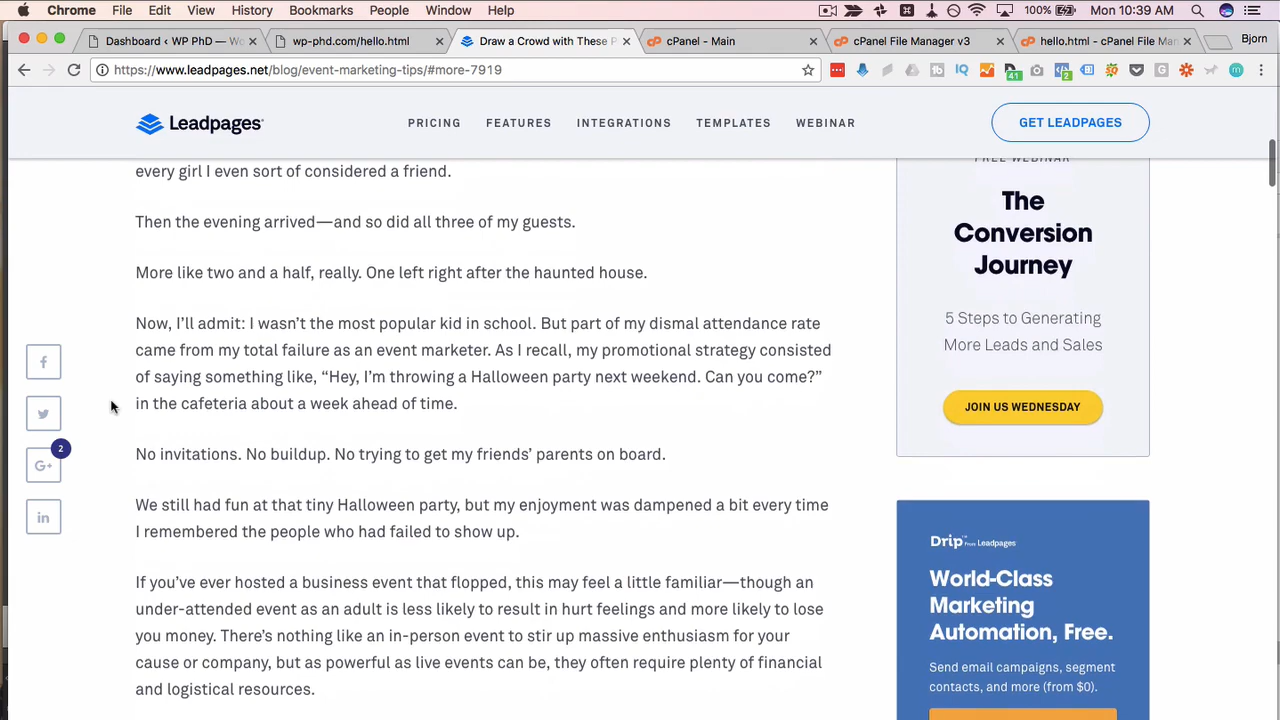 Chrome File Edit View History Bookmarks People Window Help
100% Mon 10:39 AM
Dashboard ‹ WP PhD — Wo
wp-phd.com/hello.html
Draw a Crowd with These P
cPanel - Main
cPanel File Manager v3
hello.html - cPanel File Man
Bjorn
https://www.leadpages.net/blog/event-marketing-tips/#more-7919
41
2
Leadpages
PRICING FEATURES INTEGRATIONS TEMPLATES WEBINAR
GET LEADPAGES
every girl I even sort of considered a friend.
Then the evening arrived—and so did all three of my guests.
More like two and a half, really. One left right after the haunted house.
Now, I’ll admit: I wasn’t the most popular kid in school. But part of my dismal attendance rate
came from my total failure as an event marketer. As I recall, my promotional strategy consisted
of saying something like, “Hey, I’m throwing a Halloween party next weekend. Can you come?”
in the cafeteria about a week ahead of time.
No invitations. No buildup. No trying to get my friends’ parents on board.
We still had fun at that tiny Halloween party, but my enjoyment was dampened a bit every time
I remembered the people who had failed to show up.
If you’ve ever hosted a business event that flopped, this may feel a little familiar—though an
under-attended event as an adult is less likely to result in hurt feelings and more likely to lose
you money. There’s nothing like an in-person event to stir up massive enthusiasm for your
cause or company, but as powerful as live events can be, they often require plenty of financial
and logistical resources.
f
2
G+
in
FREE WEBINAR
The
Conversion
Journey
5 Steps to Generating
More Leads and Sales
JOIN US WEDNESDAY
Drip™ From Leadpages
World-Class
Marketing
Automation, Free.
Send email campaigns, segment
contacts, and more (from $0).